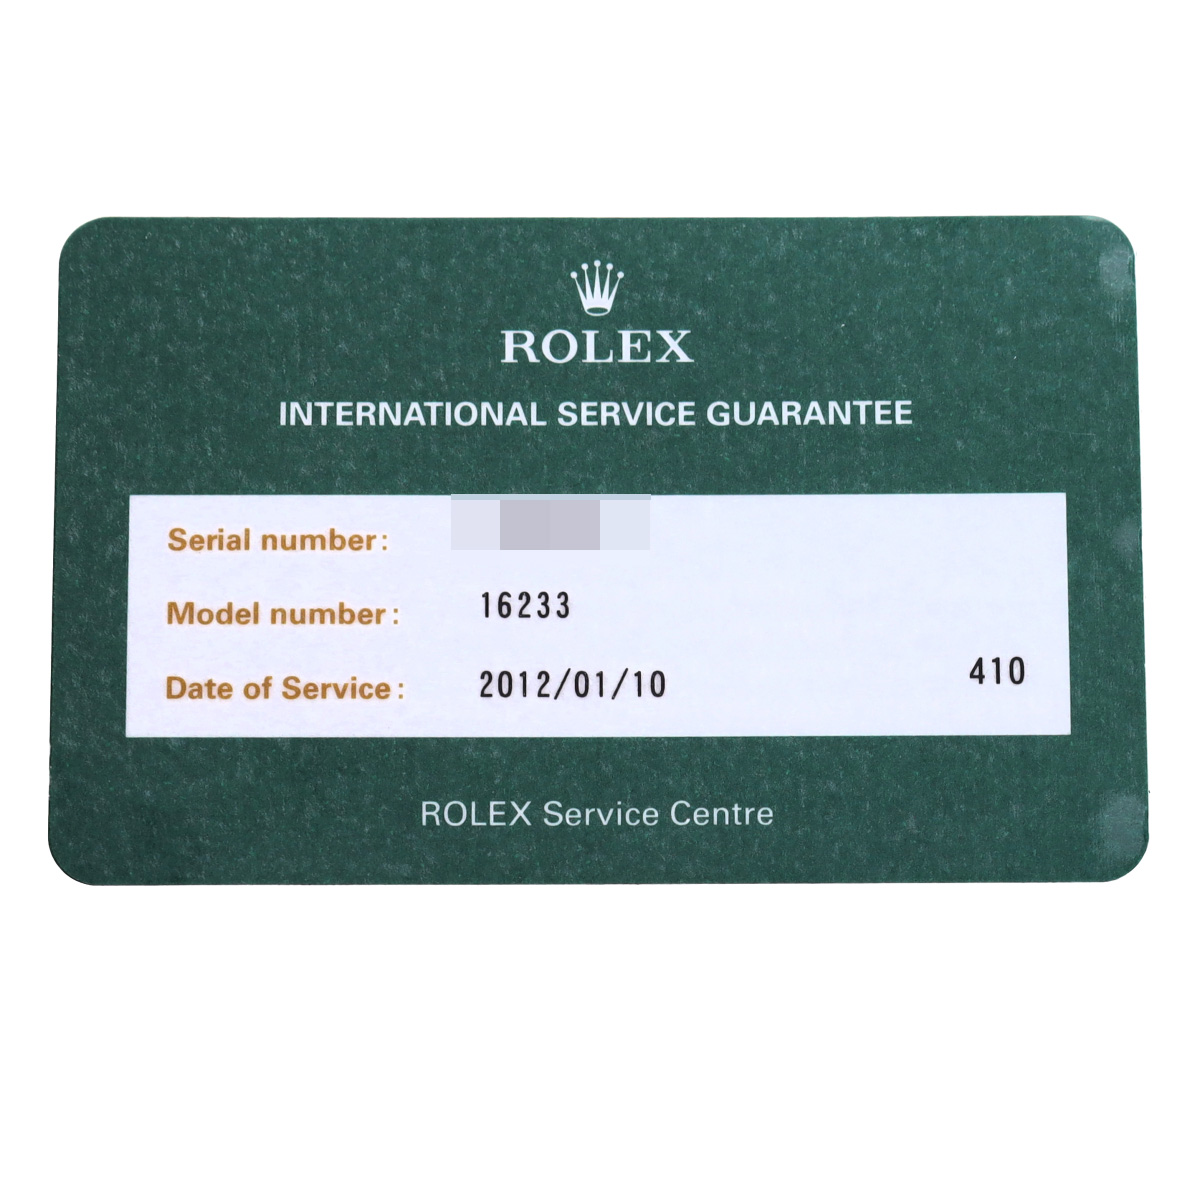 ROLEX
INTERNATIONAL SERVICE GUARANTEE
Serial number:
Model number: 16233
Date of Service: 2012/01/10 410
ROLEX Service Centre